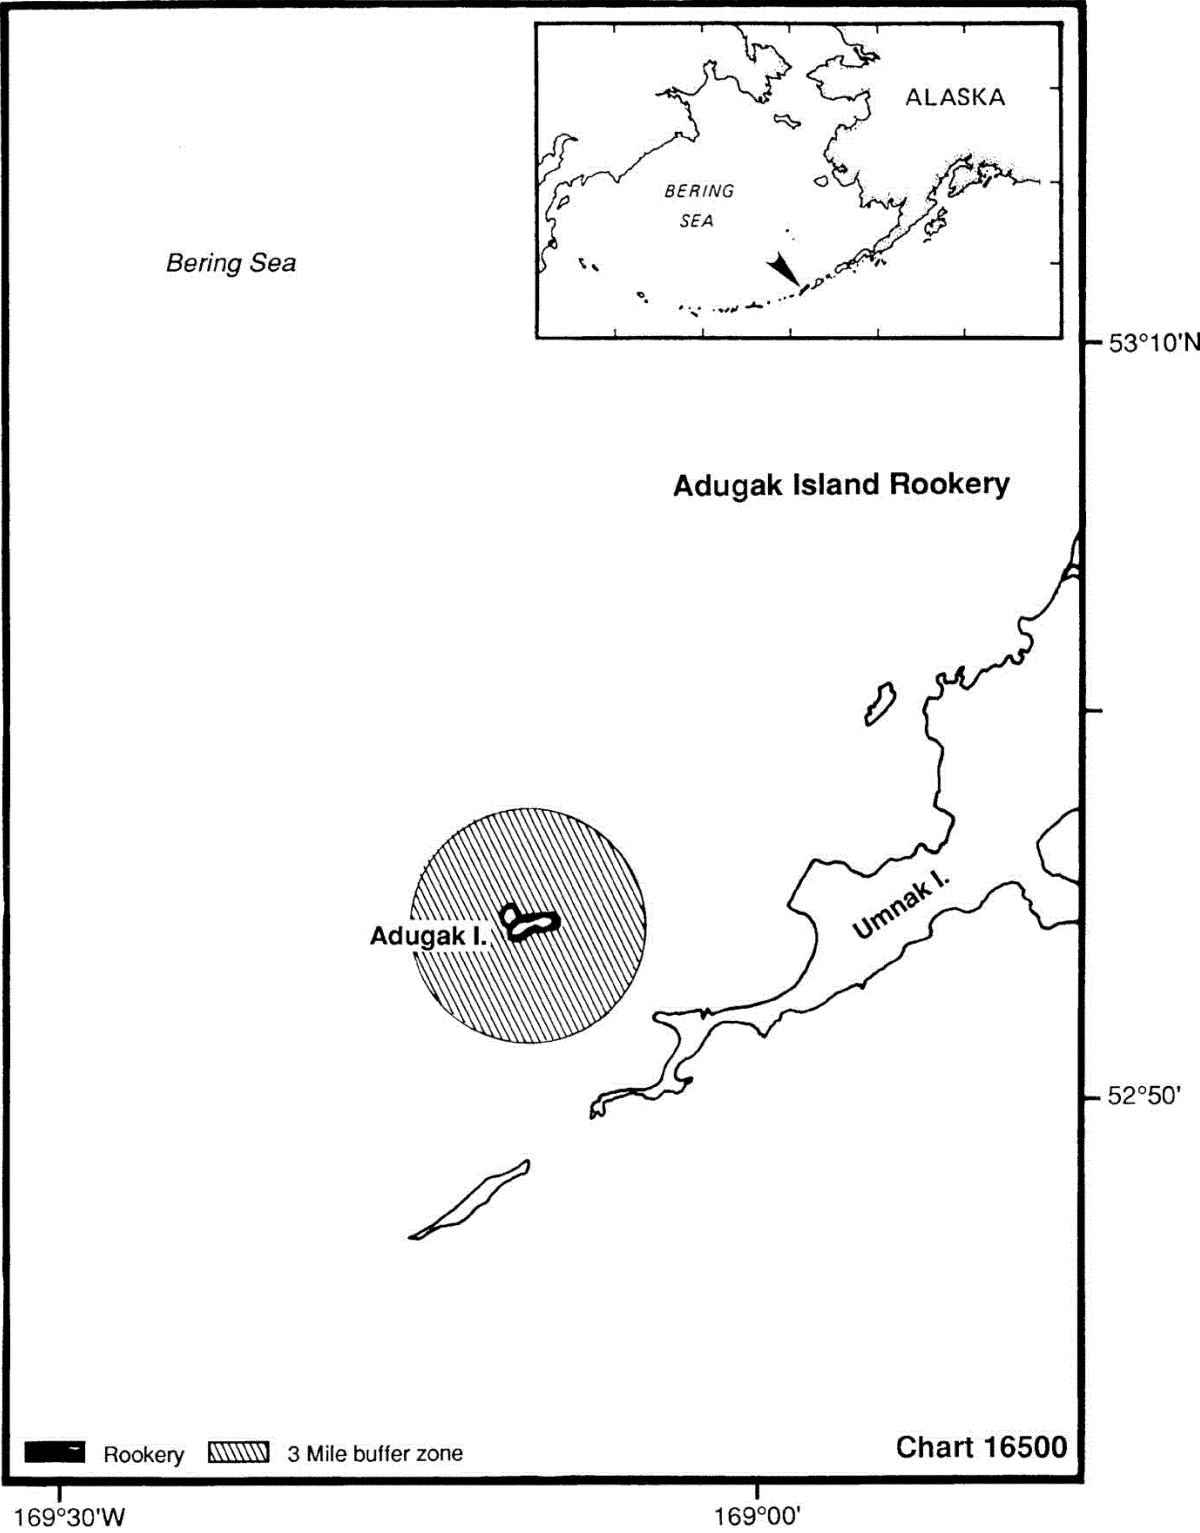 ALASKA
BERING
SEA
Bering Sea
53°10'N
Adugak Island Rookery
Umnak I.
Adugak I.
52°50'
Rookery
3 Mile buffer zone
Chart 16500
169°30'W
169°00'